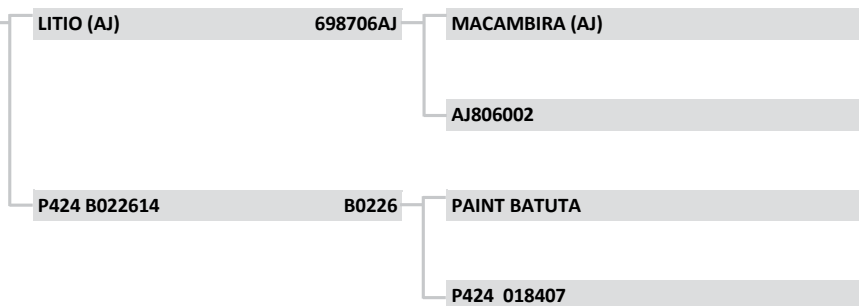 LITIO (AJ) 698706AJ MACAMBIRA (AJ)
AJ806002
P424 B022614 B0226 PAINT BATUTA
P424 018407